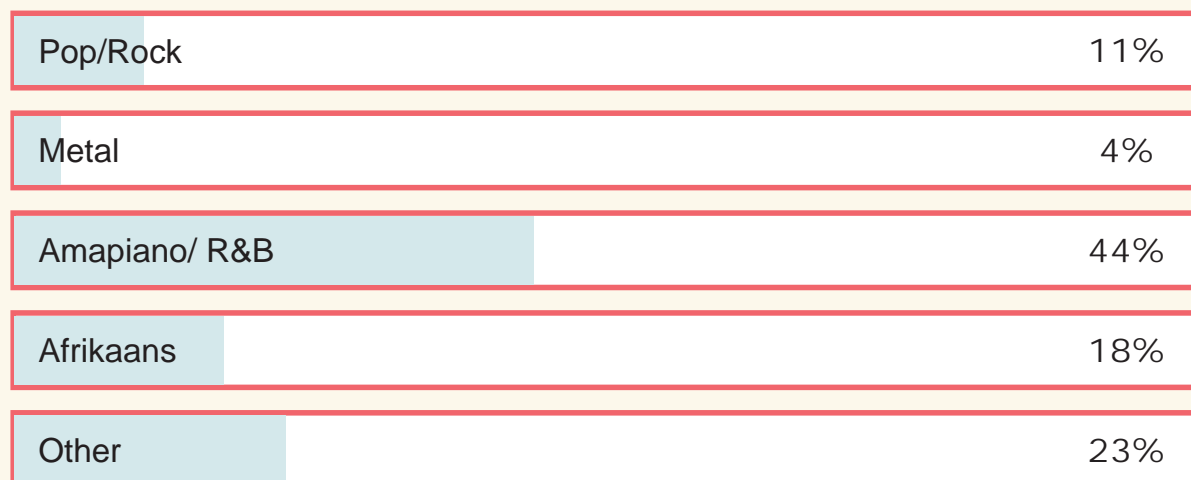 Pop/Rock 11%
Metal 4%
Amapiano/ R&B 44%
Afrikaans 18%
Other 23%